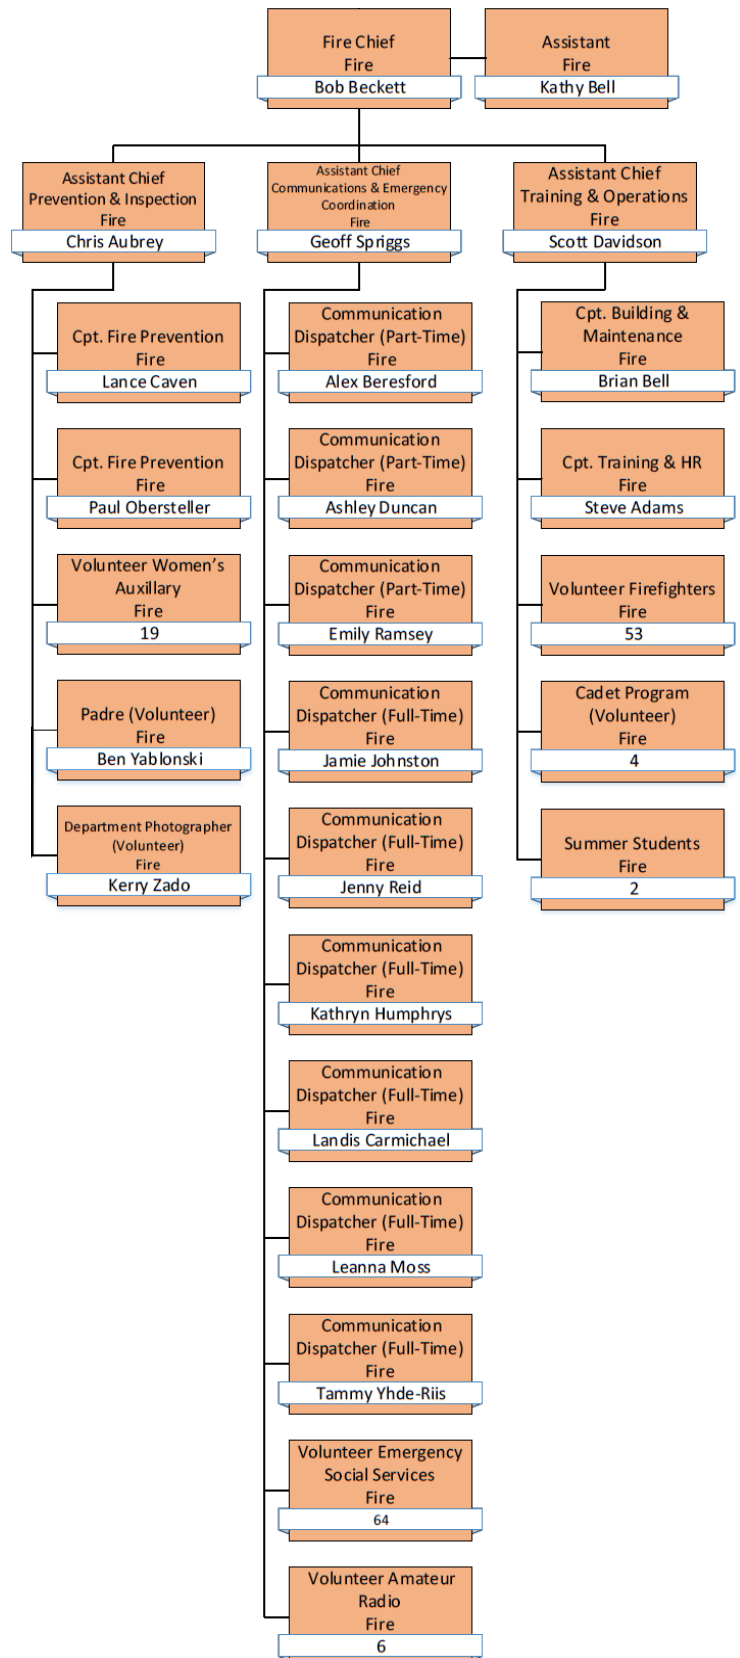 Fire Chief
Fire
Bob Beckett
Assistant
Fire
Kathy Bell
Assistant Chief
Prevention & Inspection
Fire
Chris Aubrey
Assistant Chief
Communications & Emergency
Coordination
Fire
Geoff Spriggs
Assistant Chief
Training & Operations
Fire
Scott Davidson
Cpt. Fire Prevention
Fire
Lance Caven
Cpt. Fire Prevention
Fire
Paul Obersteller
Volunteer Women's
Auxillary
Fire
19
Padre (Volunteer)
Fire
Ben Yablonski
Department Photographer
(Volunteer)
Fire
Kerry Zado
Communication
Dispatcher (Part-Time)
Fire
Alex Beresford
Communication
Dispatcher (Part-Time)
Fire
Ashley Duncan
Communication
Dispatcher (Part-Time)
Fire
Emily Ramsey
Communication
Dispatcher (Full-Time)
Fire
Jamie Johnston
Communication
Dispatcher (Full-Time)
Fire
Jenny Reid
Communication
Dispatcher (Full-Time)
Fire
Kathryn Humphrys
Communication
Dispatcher (Full-Time)
Fire
Landis Carmichael
Communication
Dispatcher (Full-Time)
Fire
Leanna Moss
Communication
Dispatcher (Full-Time)
Fire
Tammy Yhde-Riis
Volunteer Emergency
Social Services
Fire
64
Volunteer Amateur
Radio
Fire
6
Cpt. Building &
Maintenance
Fire
Brian Bell
Cpt. Training & HR
Fire
Steve Adams
Volunteer Firefighters
Fire
53
Cadet Program
(Volunteer)
Fire
4
Summer Students
Fire
2